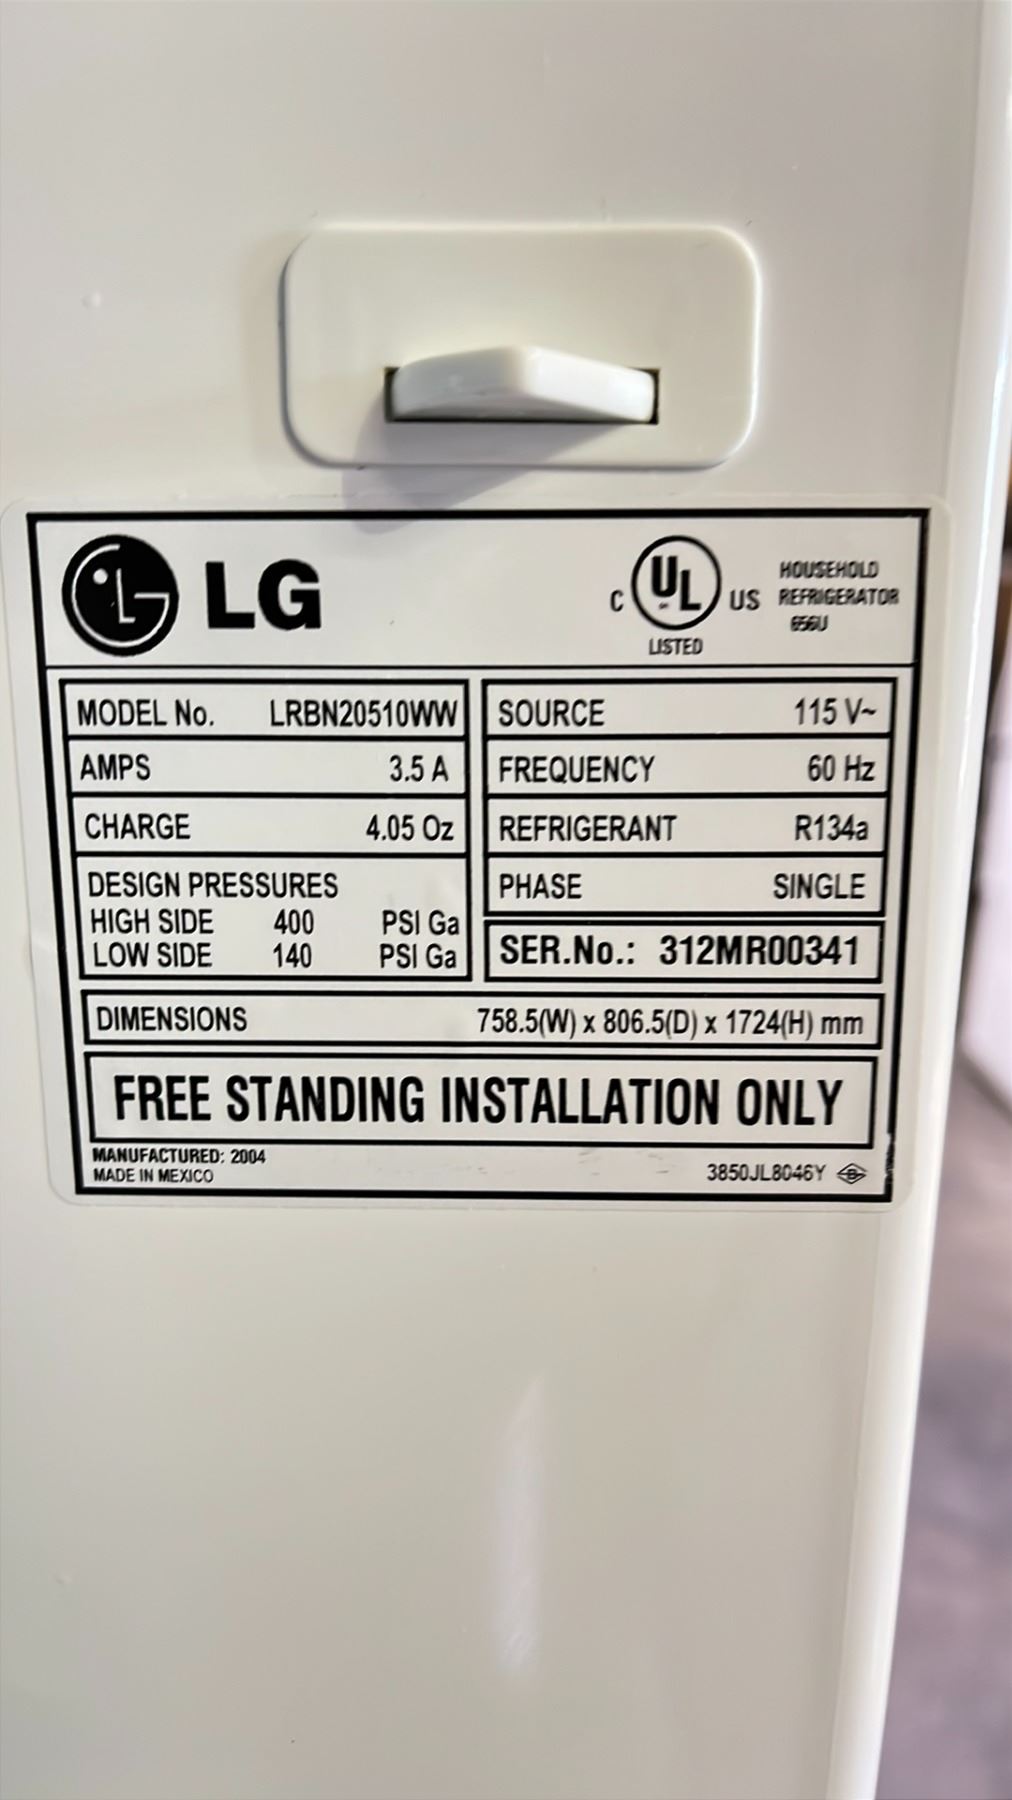 LG
C UL US
LISTED
HOUSEHOLD
REFRIGERATOR
656U
MODEL No. LRBN20510WW
AMPS 3.5 A
CHARGE 4.05 Oz
DESIGN PRESSURES
HIGH SIDE 400 PSI Ga
LOW SIDE 140 PSI Ga
SOURCE 115 V~
FREQUENCY 60 Hz
REFRIGERANT R134a
PHASE SINGLE
SER.No.: 312MR00341
DIMENSIONS 758.5(W) x 806.5(D) x 1724(H) mm
FREE STANDING INSTALLATION ONLY
MANUFACTURED: 2004
MADE IN MEXICO
3850JL8046Y B